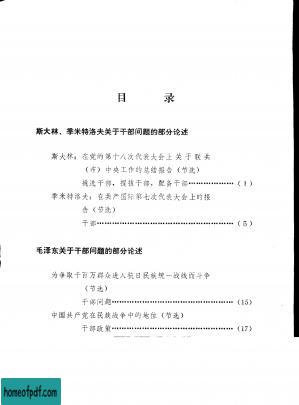 目 录
斯大林、季米特洛夫关于干部问题的部分论述
斯大林：在党的第十八次代表大会上关于联共
（布）中央工作的总结报告（节选）
挑选干部，提拔干部，配备干部……………（1）
季米特洛夫：在共产国际第七次代表大会上的报
告（节选）
干部………………………………………（5）
毛泽东关于干部问题的部分论述
为争取千百万群众进入抗日民族统一战线而斗争
（节选）
干部问题…………………………………（15）
中国共产党在民族战争中的地位（节选）
干部政策…………………………………（17）
homeofpdf.com
homeofpdf.com